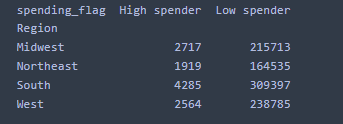 spending_flag High spender Low spender
Region
Midwest 2717 215713
Northeast 1919 164535
South 4285 309397
West 2564 238785